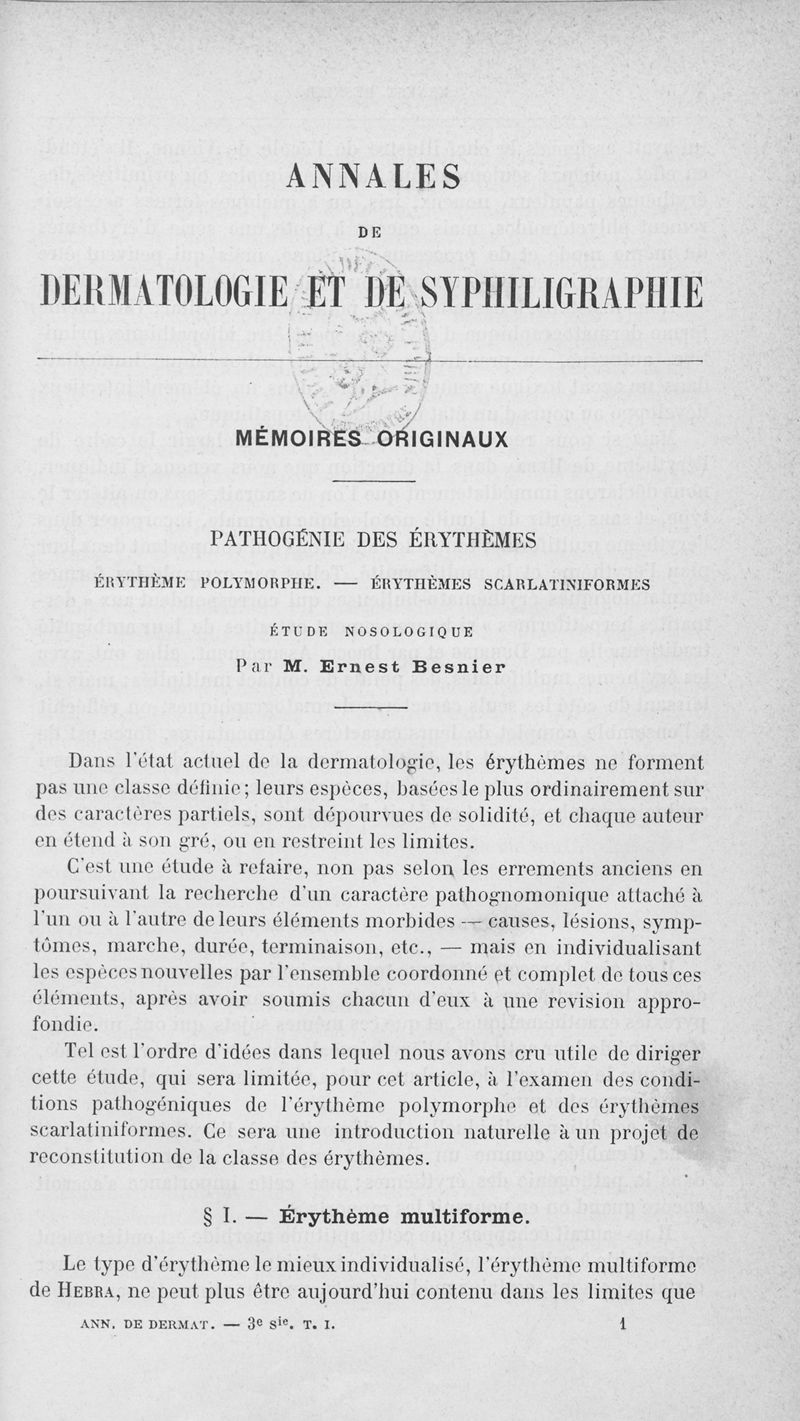 ANNALES
DE
DERMATOLOGIE ET DE SYPHILIGRAPHIE
MÉMOIRES ORIGINAUX
PATHOGÉNIE DES ÉRYTHÈMES
ÉRYTHÈME POLYMORPHE. — ÉRYTHÈMES SCARLATINIFORMES
ÉTUDE NOSOLOGIQUE
Par M. Ernest Besnier
Dans l'état actuel de la dermatologie, les érythèmes ne forment
pas une classe définie; leurs espèces, basées le plus ordinairement sur
des caractères partiels, sont dépourvues de solidité, et chaque auteur
en étend à son gré, ou en restreint les limites.
C'est une étude à refaire, non pas selon les errements anciens en
poursuivant la recherche d'un caractère pathognomonique attaché à
l'un ou à l'autre de leurs éléments morbides — causes, lésions, symp-
tômes, marche, durée, terminaison, etc., — mais en individualisant
les espèces nouvelles par l'ensemble coordonné et complet de tous ces
éléments, après avoir soumis chacun d'eux à une revision appro-
fondie.
Tel est l'ordre d'idées dans lequel nous avons cru utile de diriger
cette étude, qui sera limitée, pour cet article, à l'examen des condi-
tions pathogéniques de l'érythème polymorphe et des érythèmes
scarlatiniformes. Ce sera une introduction naturelle à un projet de
reconstitution de la classe des érythèmes.
§ I. — Érythème multiforme.
Le type d'érythème le mieux individualisé, l'érythème multiforme
de HEBRA, ne peut plus être aujourd'hui contenu dans les limites que
ANN. DE DERMAT. — 3e sie. T. I. 1